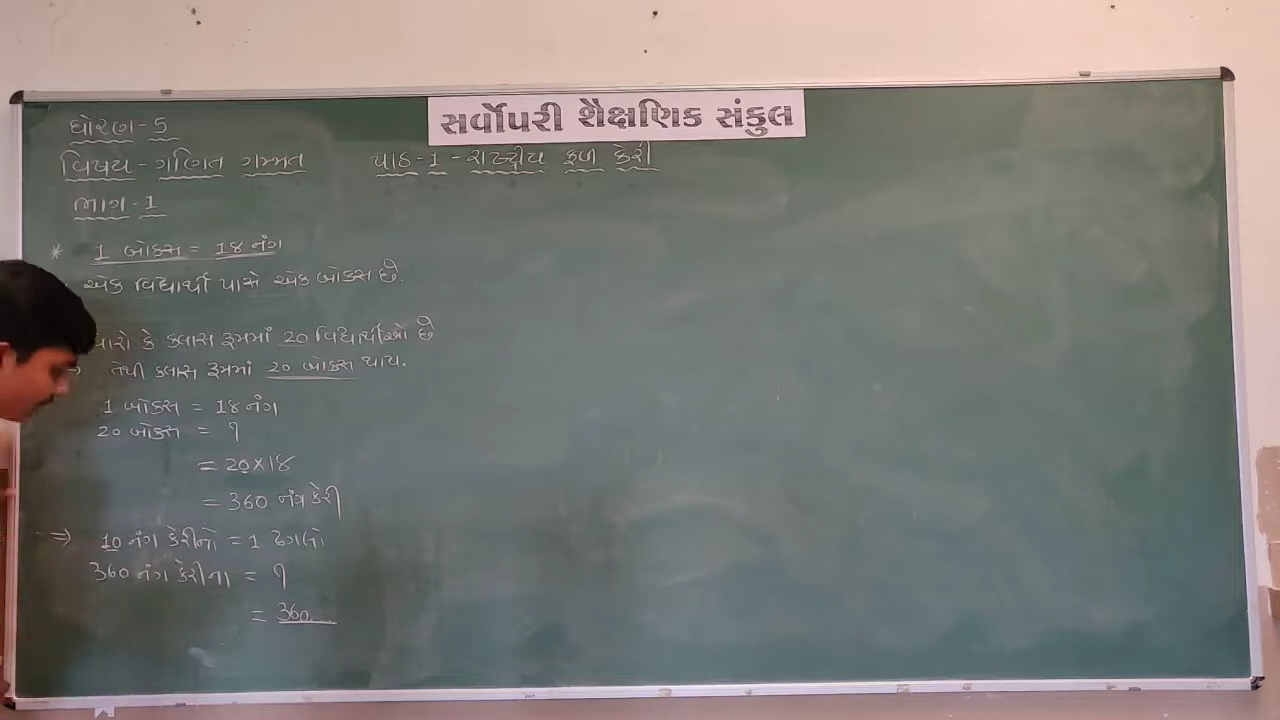 સર્વોપરી શૈક્ષણિક સંકુલ
ધોરણ-5
વિષય-ગણિત ગમ્મત પાઠ-1-રાષ્ટ્રીય ફળ કેરી
ભાગ-1
* 1 બોક્સ = 18 નંગ
એક વિદ્યાર્થી પાસે એક બોક્સ છે.
ધારો કે ક્લાસ રૂમમાં 20 વિદ્યાર્થીઓ છે
⇒ તેથી ક્લાસ રૂમમાં 20 બોક્સ થાય.
1 બોક્સ = 18 નંગ
20 બોક્સ = ?
= 20×18
= 360 નંગ કેરી
⇒ 10 નંગ કેરીનો = 1 ઢગલો
360 નંગ કેરીના = ?
= 360